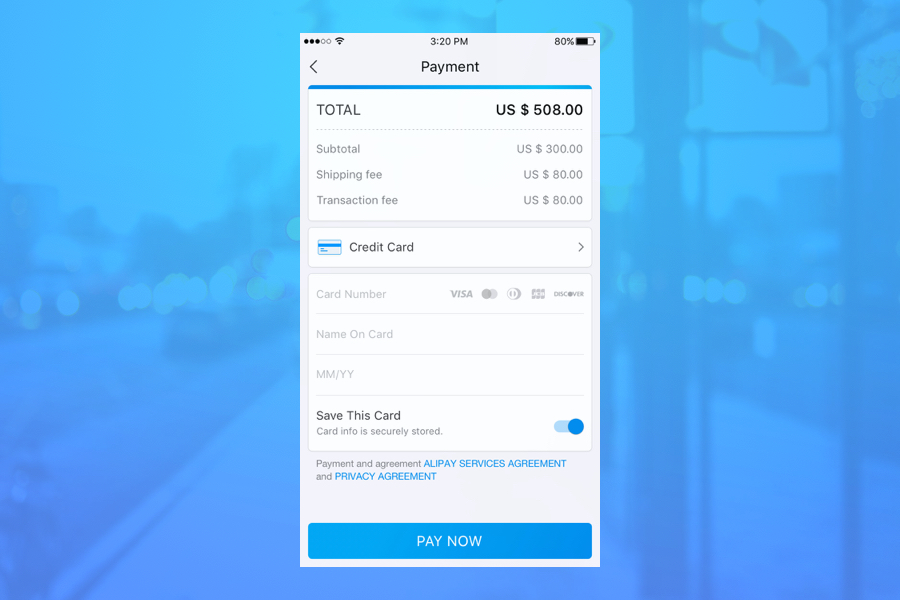 3:20 PM 80%
Payment
TOTAL US $ 508.00
Subtotal US $ 300.00
Shipping fee US $ 80.00
Transaction fee US $ 80.00
Credit Card
Card Number VISA JCB DISCOVER
Name On Card
MM/YY
Save This Card
Card info is securely stored.
Payment and agreement ALIPAY SERVICES AGREEMENT
and PRIVACY AGREEMENT
PAY NOW